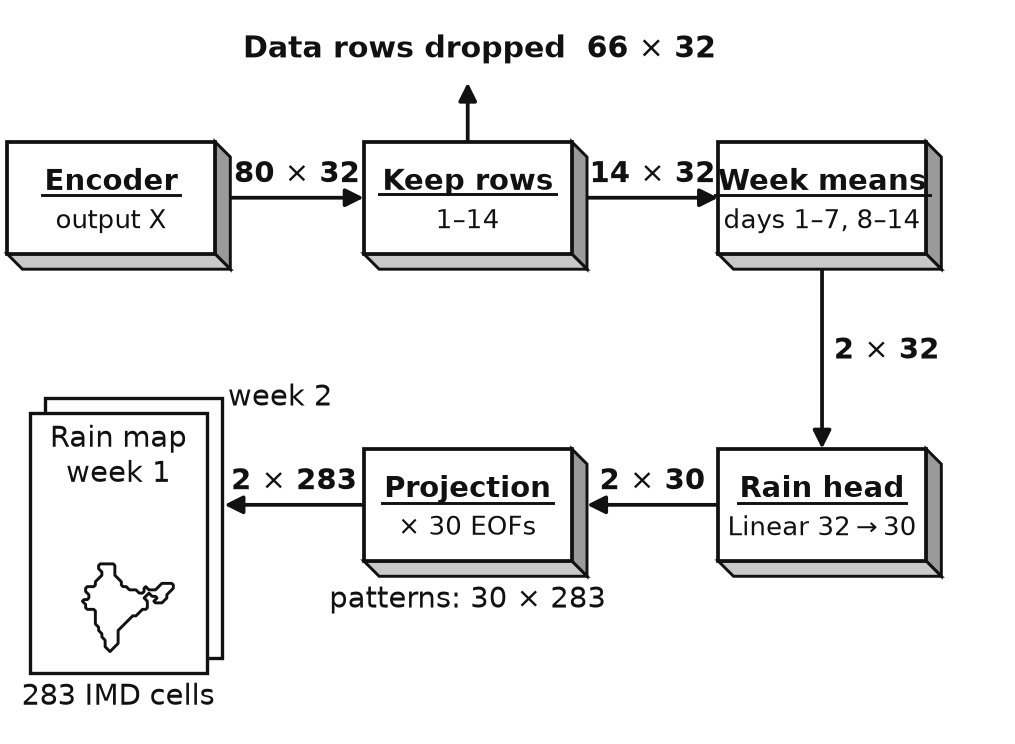 Data rows dropped 66 × 32
Encoder
output X
80 × 32
Keep rows
1–14
14 × 32
Week means
days 1–7, 8–14
2 × 32
Rain head
Linear 32→30
2 × 30
Projection
× 30 EOFs
patterns: 30 × 283
2 × 283
week 2
Rain map
week 1
283 IMD cells